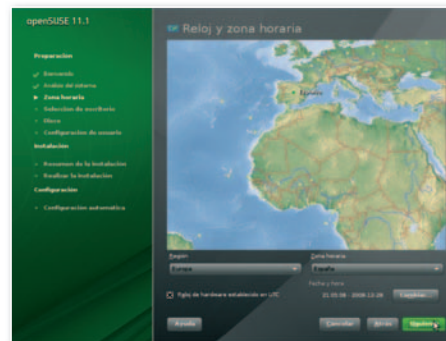 openSUSE 11.1
Preparación
Bienvenido
Análisis del sistema
Zona horaria
Selección de escritorio
Disco
Configuración de usuario
Instalación
Resumen de la instalación
Realizar la instalación
Configuración
Configuración automática
Reloj y zona horaria
España
Región
Europa
Zona horaria
España
Reloj de hardware establecido en UTC
Fecha y hora
Cambiar...
Ayuda
Cancelar
Atrás
Siguiente